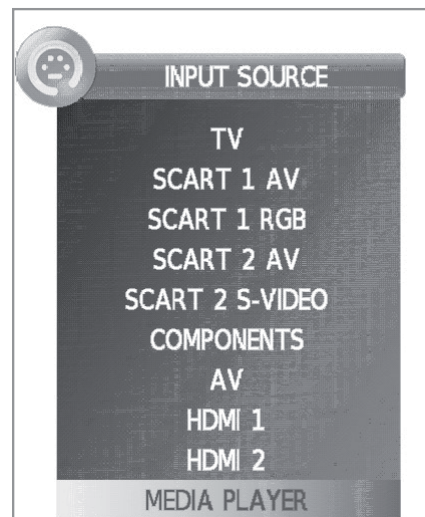 INPUT SOURCE
TV
SCART 1 AV
SCART 1 RGB
SCART 2 AV
SCART 2 S-VIDEO
COMPONENTS
AV
HDMI 1
HDMI 2
MEDIA PLAYER